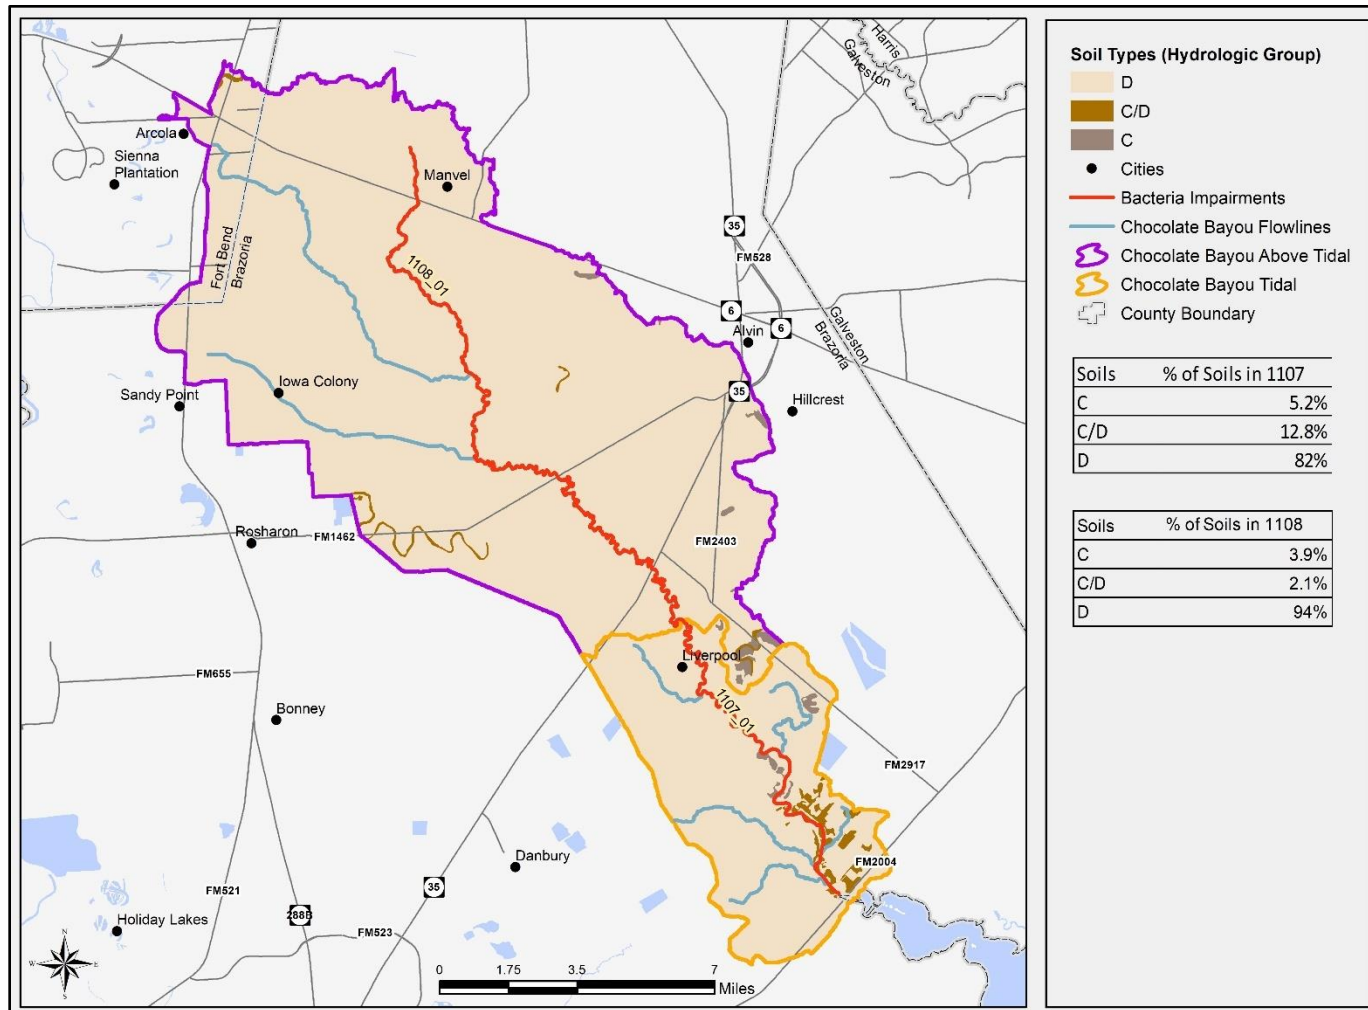 Harris
Galveston
Arcola
Sienna
Plantation
Manvel
Fort Bend
Brazoria
1108_01
35
FM528
6
Alvin
6
Galveston
Brazoria
Sandy Point
Iowa Colony
35
Hillcrest
Rosharon
FM1462
FM2403
Liverpool
FM655
1107_01
Bonney
FM2917
Danbury
FM2004
FM521
35
288B
Holiday Lakes
FM523
N
W
E
S
0 1.75 3.5 7
Miles
Soil Types (Hydrologic Group)
D
C/D
C
Cities
Bacteria Impairments
Chocolate Bayou Flowlines
Chocolate Bayou Above Tidal
Chocolate Bayou Tidal
County Boundary
Soils % of Soils in 1107
C 5.2%
C/D 12.8%
D 82%
Soils % of Soils in 1108
C 3.9%
C/D 2.1%
D 94%